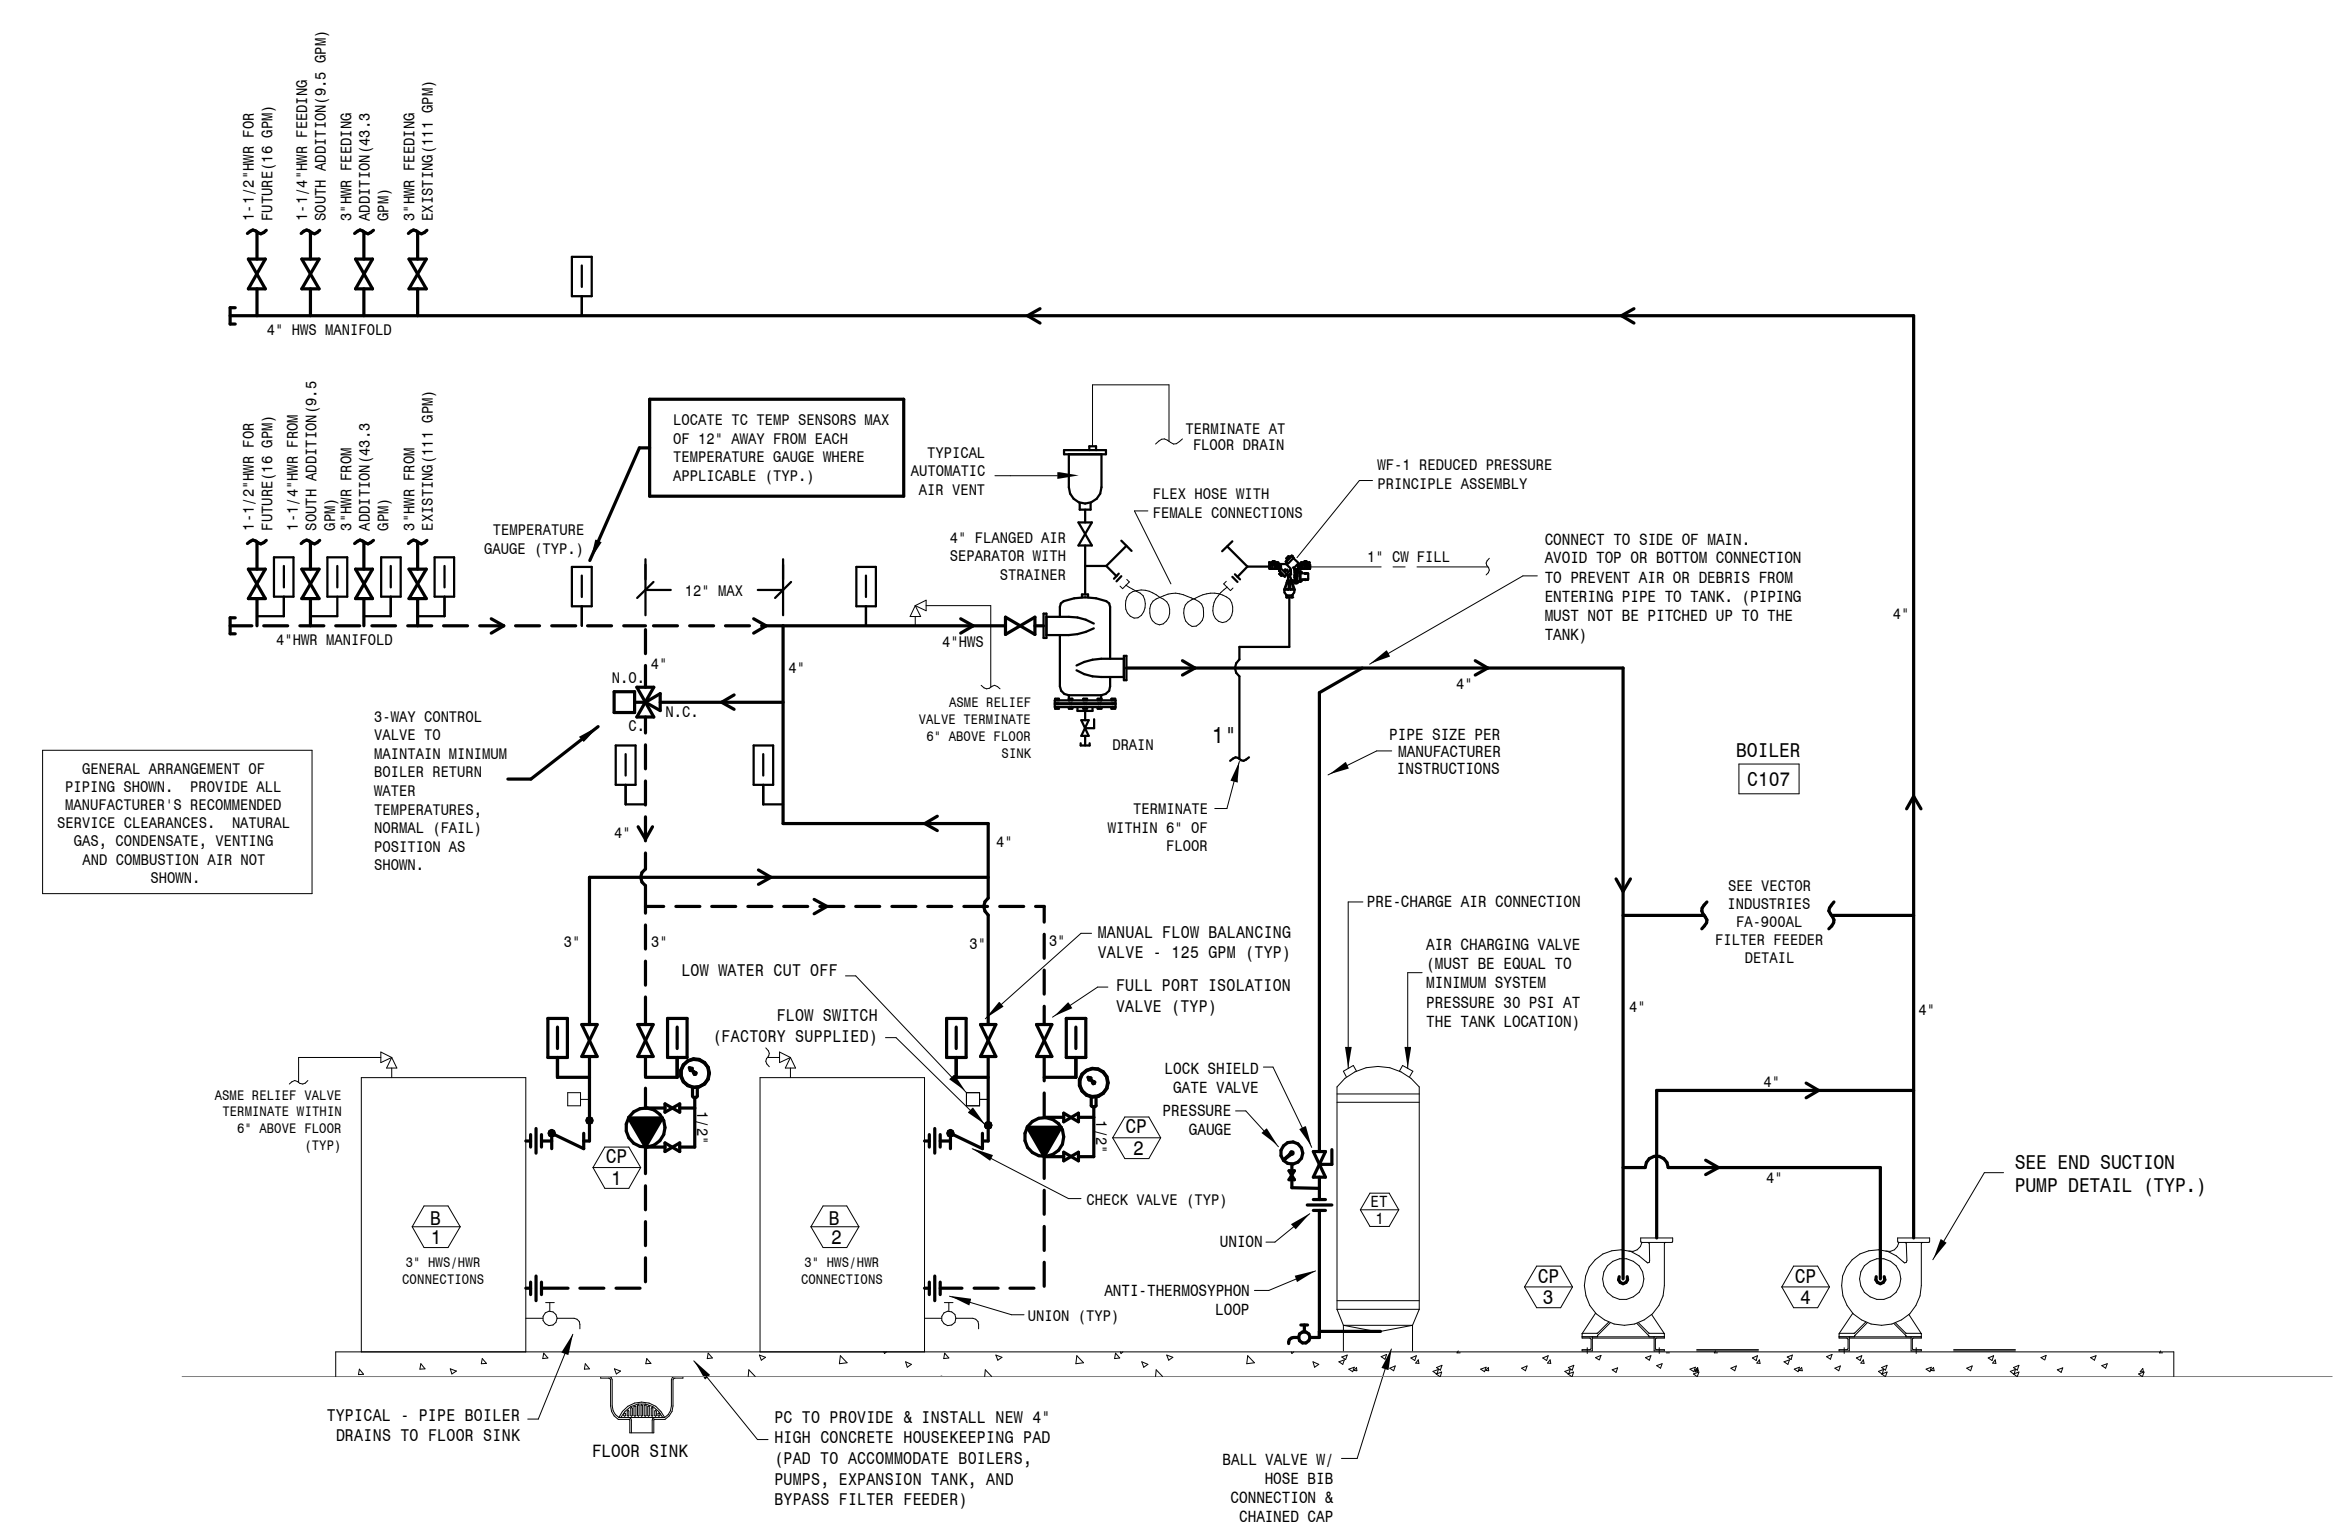 1-1/2"HWR FOR
FUTURE(16 GPM)
1-1/4"HWR FEEDING
SOUTH ADDITION(9.5 GPM)
3"HWR FEEDING
ADDITION(43.3
GPM)
3"HWR FEEDING
EXISTING(111 GPM)
4" HWS MANIFOLD
1-1/2"HWR FOR
FUTURE(16 GPM)
1-1/4"HWR FROM
SOUTH ADDITION(9.5
GPM)
3"HWR FROM
ADDITION(43.3
GPM)
3"HWR FROM
EXISTING(111 GPM)
4"HWR MANIFOLD
LOCATE TC TEMP SENSORS MAX
OF 12" AWAY FROM EACH
TEMPERATURE GAUGE WHERE
APPLICABLE (TYP.)
TEMPERATURE
GAUGE (TYP.)
12" MAX
TYPICAL
AUTOMATIC
AIR VENT
TERMINATE AT
FLOOR DRAIN
4" FLANGED AIR
SEPARATOR WITH
STRAINER
FLEX HOSE WITH
FEMALE CONNECTIONS
WF-1 REDUCED PRESSURE
PRINCIPLE ASSEMBLY
1" CW FILL
CONNECT TO SIDE OF MAIN.
AVOID TOP OR BOTTOM CONNECTION
TO PREVENT AIR OR DEBRIS FROM
ENTERING PIPE TO TANK. (PIPING
MUST NOT BE PITCHED UP TO THE
TANK)
4"
4"HWS
4"
4"
4"
N.O.
N.C.
C.
3-WAY CONTROL
VALVE TO
MAINTAIN MINIMUM
BOILER RETURN
WATER
TEMPERATURES,
NORMAL (FAIL)
POSITION AS
SHOWN.
ASME RELIEF
VALVE TERMINATE
6" ABOVE FLOOR
SINK
DRAIN
1"
TERMINATE
WITHIN 6" OF
FLOOR
PIPE SIZE PER
MANUFACTURER
INSTRUCTIONS
BOILER
C107
GENERAL ARRANGEMENT OF
PIPING SHOWN. PROVIDE ALL
MANUFACTURER'S RECOMMENDED
SERVICE CLEARANCES. NATURAL
GAS, CONDENSATE, VENTING
AND COMBUSTION AIR NOT
SHOWN.
4"
4"
SEE VECTOR
INDUSTRIES
FA-900AL
FILTER FEEDER
DETAIL
PRE-CHARGE AIR CONNECTION
AIR CHARGING VALVE
(MUST BE EQUAL TO
MINIMUM SYSTEM
PRESSURE 30 PSI AT
THE TANK LOCATION)
3"
3"
3"
3"
MANUAL FLOW BALANCING
VALVE - 125 GPM (TYP)
LOW WATER CUT OFF
FULL PORT ISOLATION
VALVE (TYP)
FLOW SWITCH
(FACTORY SUPPLIED)
4"
4"
LOCK SHIELD
GATE VALVE
PRESSURE
GAUGE
4"
4"
ASME RELIEF VALVE
TERMINATE WITHIN
6" ABOVE FLOOR
(TYP)
1/2"
1/2"
CP
1
CP
2
CHECK VALVE (TYP)
B
1
3" HWS/HWR
CONNECTIONS
B
2
3" HWS/HWR
CONNECTIONS
ET
1
UNION
ANTI-THERMOSYPHON
LOOP
UNION (TYP)
CP
3
CP
4
SEE END SUCTION
PUMP DETAIL (TYP.)
TYPICAL - PIPE BOILER
DRAINS TO FLOOR SINK
FLOOR SINK
PC TO PROVIDE & INSTALL NEW 4"
HIGH CONCRETE HOUSEKEEPING PAD
(PAD TO ACCOMMODATE BOILERS,
PUMPS, EXPANSION TANK, AND
BYPASS FILTER FEEDER)
BALL VALVE W/
HOSE BIB
CONNECTION &
CHAINED CAP